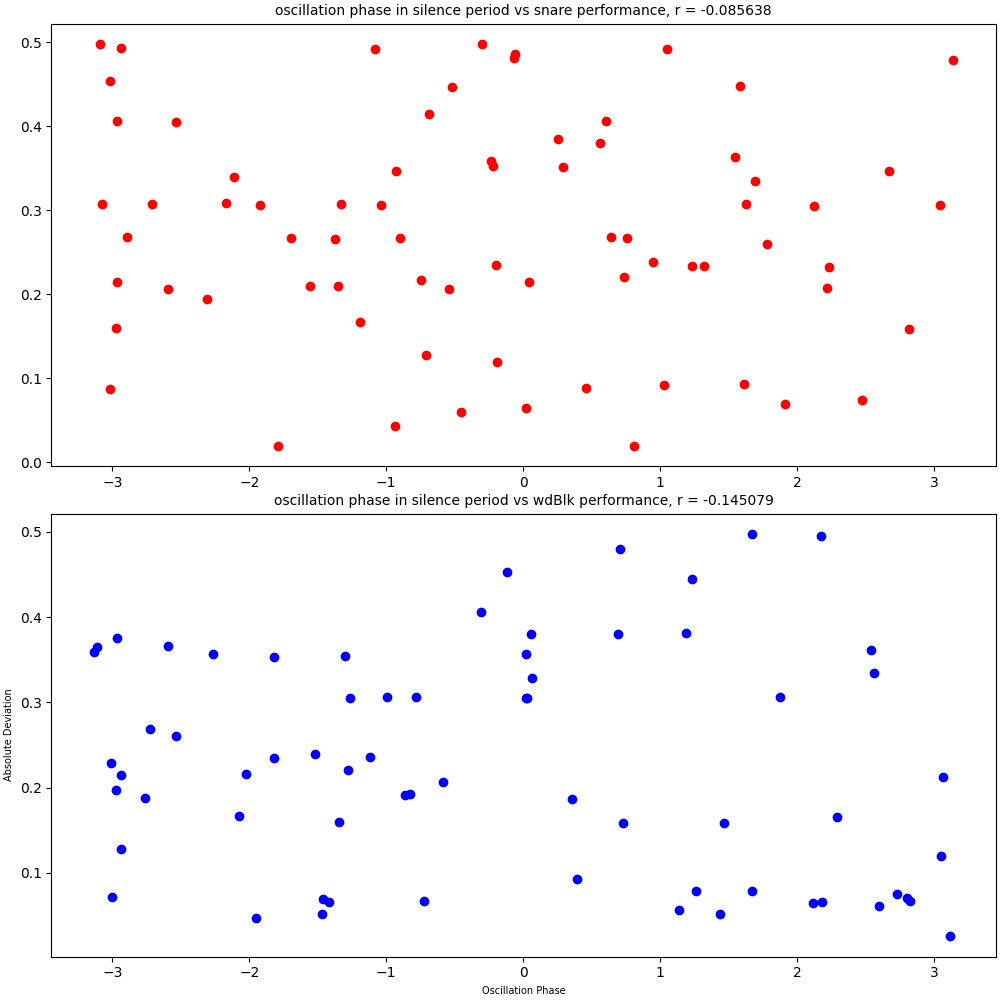 oscillation phase in silence period vs snare performance, r = -0.085638
0.5
0.4
0.3
0.2
0.1
0.0
−3 −2 −1 0 1 2 3
oscillation phase in silence period vs wdBlk performance, r = -0.145079
0.5
0.4
0.3
0.2
0.1
Absolute Deviation
−3 −2 −1 0 1 2 3
Oscillation Phase